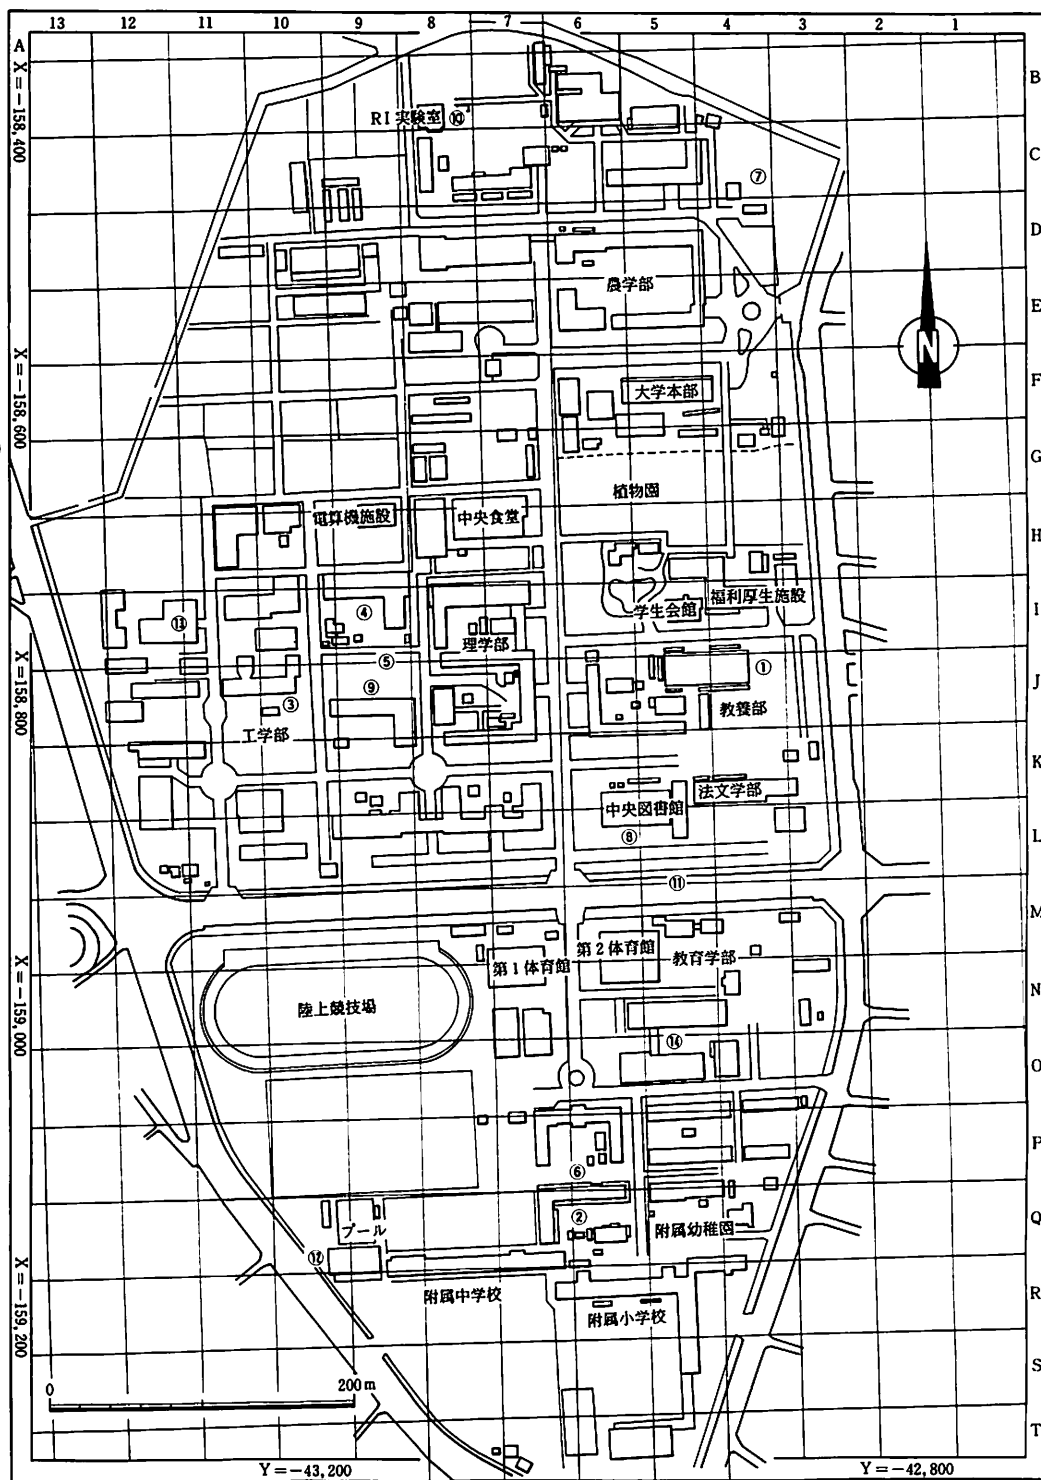 13 12 11 10 9 8 7 6 5 4 3 2 1
A
B
X=-158,400
RI実験室 ⑩
C
⑦
D
農学部
E
N
F
大学本部
X=-158,600
G
植物園
電算機施設 中央食堂
H
④
⑬
学生会館 福利厚生施設
I
理学部
⑤
①
J
X=158,800
⑨
③
教養部
工学部
K
法文学部
中央図書館
⑧
L
⑪
M
第2体育館
第1体育館
教育学部
X=-159,000
陸上競技場
N
⑭
O
P
⑥
②
Q
プール
附属幼稚園
⑫
附属中学校
R
附属小学校
X=-159,200
S
0 200m
T
Y=-43,200 Y=-42,800